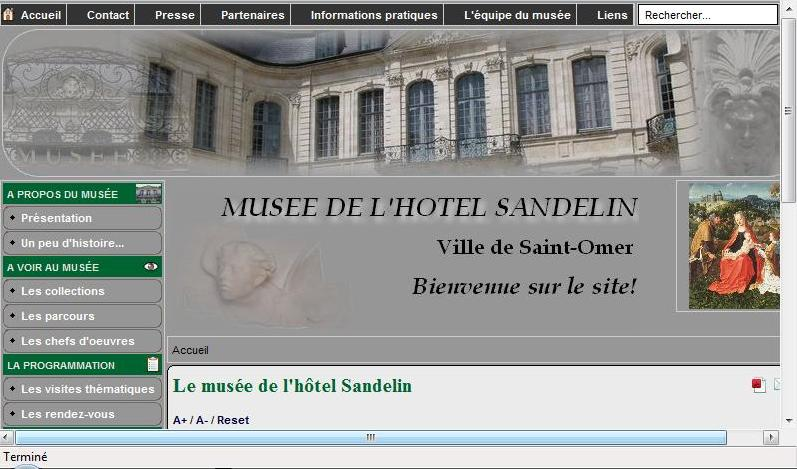 Accueil Contact Presse Partenaires Informations pratiques L'équipe du musée Liens Rechercher...
MUSEE
A PROPOS DU MUSÉE
Présentation
Un peu d'histoire...
A VOIR AU MUSÉE
Les collections
Les parcours
Les chefs d'oeuvres
LA PROGRAMMATION
Les visites thématiques
Les rendez-vous
MUSEE DE L'HOTEL SANDELIN
Ville de Saint-Omer
Bienvenue sur le site!
Accueil
Le musée de l'hôtel Sandelin
A+ / A- / Reset
Terminé